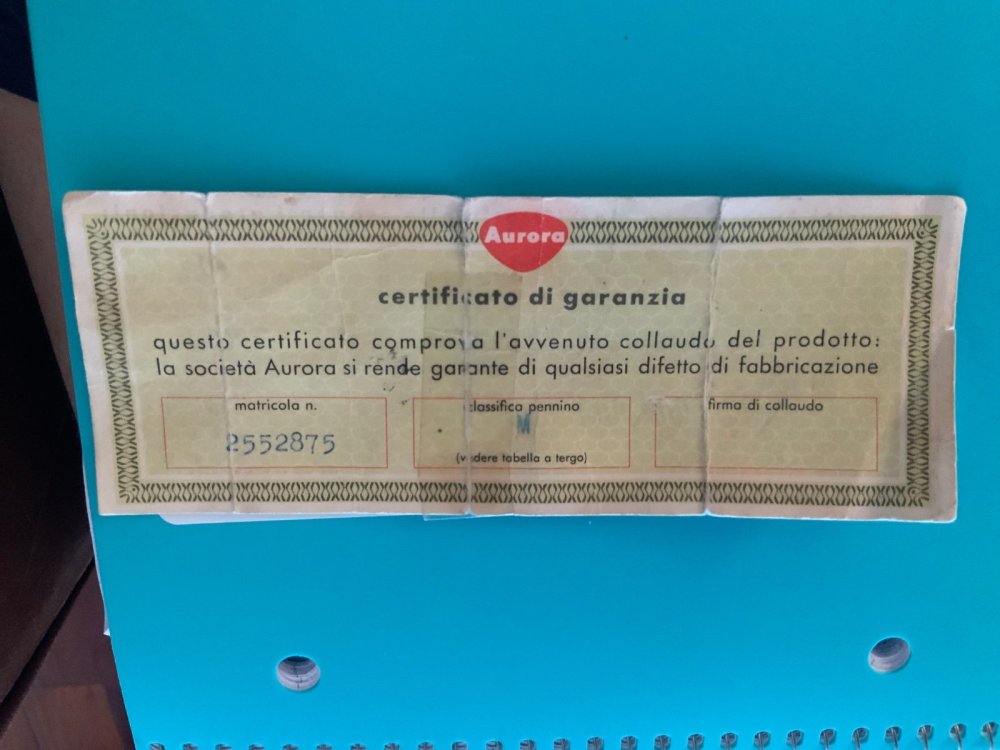 Aurora
certificato di garanzia
questo certificato comprova l'avvenuto collaudo del prodotto:
la società Aurora si rende garante di qualsiasi difetto di fabbricazione
matricola n. classifica pennino firma di collaudo
2552875 M
(vedere tabella a tergo)